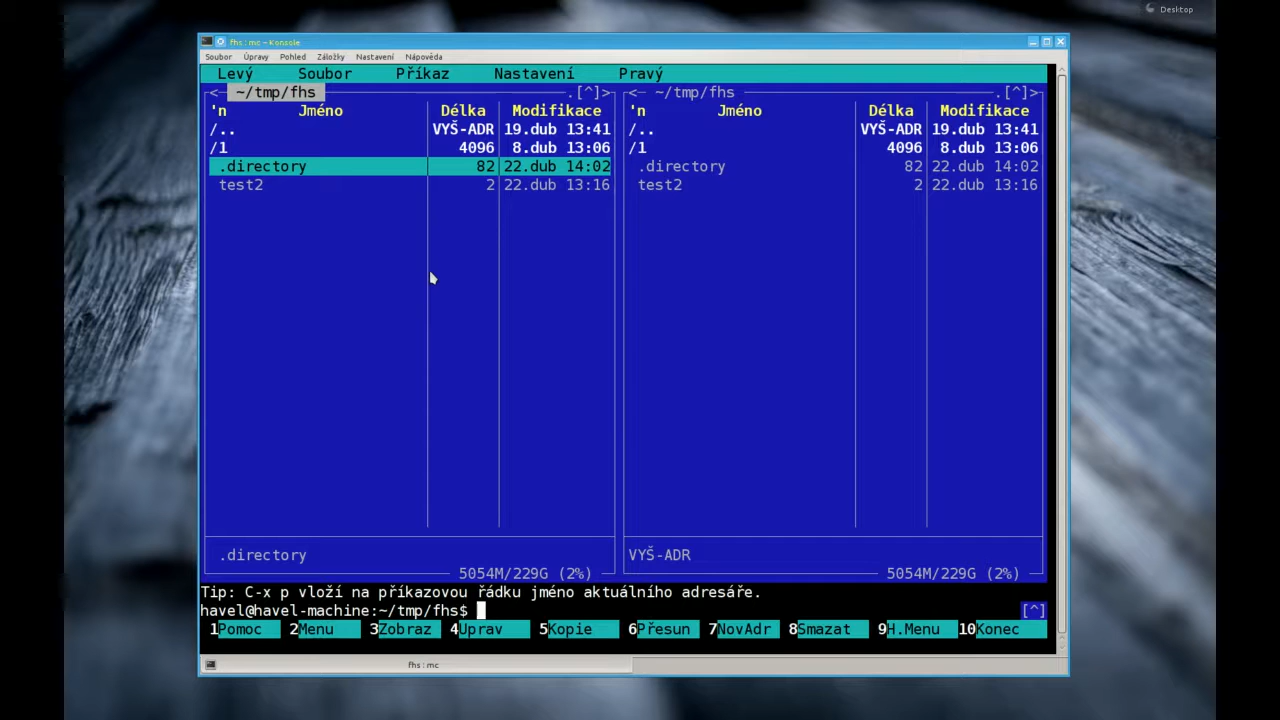 Desktop
fhs : mc – Konsole
Soubor Úpravy Pohled Záložky Nastavení Nápověda
Levý Soubor Příkaz Nastavení Pravý
<─ ~/tmp/fhs .[^]> <─ ~/tmp/fhs .[^]>
'n Jméno Délka Modifikace 'n Jméno Délka Modifikace
/.. VYŠ-ADR 19.dub 13:41 /.. VYŠ-ADR 19.dub 13:41
/1 4096 8.dub 13:06 /1 4096 8.dub 13:06
.directory 82 22.dub 14:02 .directory 82 22.dub 14:02
test2 2 22.dub 13:16 test2 2 22.dub 13:16
.directory VYŠ-ADR
5054M/229G (2%) 5054M/229G (2%)
Tip: C-x p vloží na příkazovou řádku jméno aktuálního adresáře.
havel@havel-machine:~/tmp/fhs$ [^]
1Pomoc 2Menu 3Zobraz 4Uprav 5Kopie 6Přesun 7NovAdr 8Smazat 9H.Menu 10Konec
fhs : mc